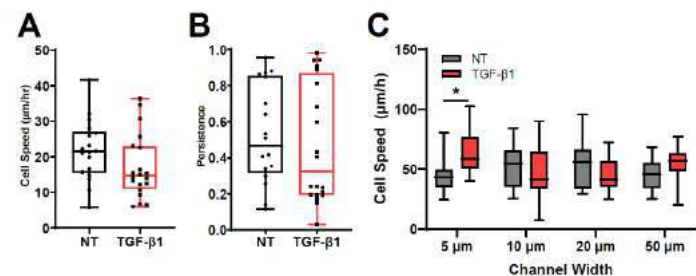 A
Cell Speed (μm/hr)
50
40
30
20
10
0
NT TGF-β1
B
Persistence
1.0
0.8
0.6
0.4
0.2
0.0
NT TGF-β1
C
Cell Speed (μm/h)
150
100
50
0
NT
TGF-β1
*
5 μm 10 μm 20 μm 50 μm
Channel Width